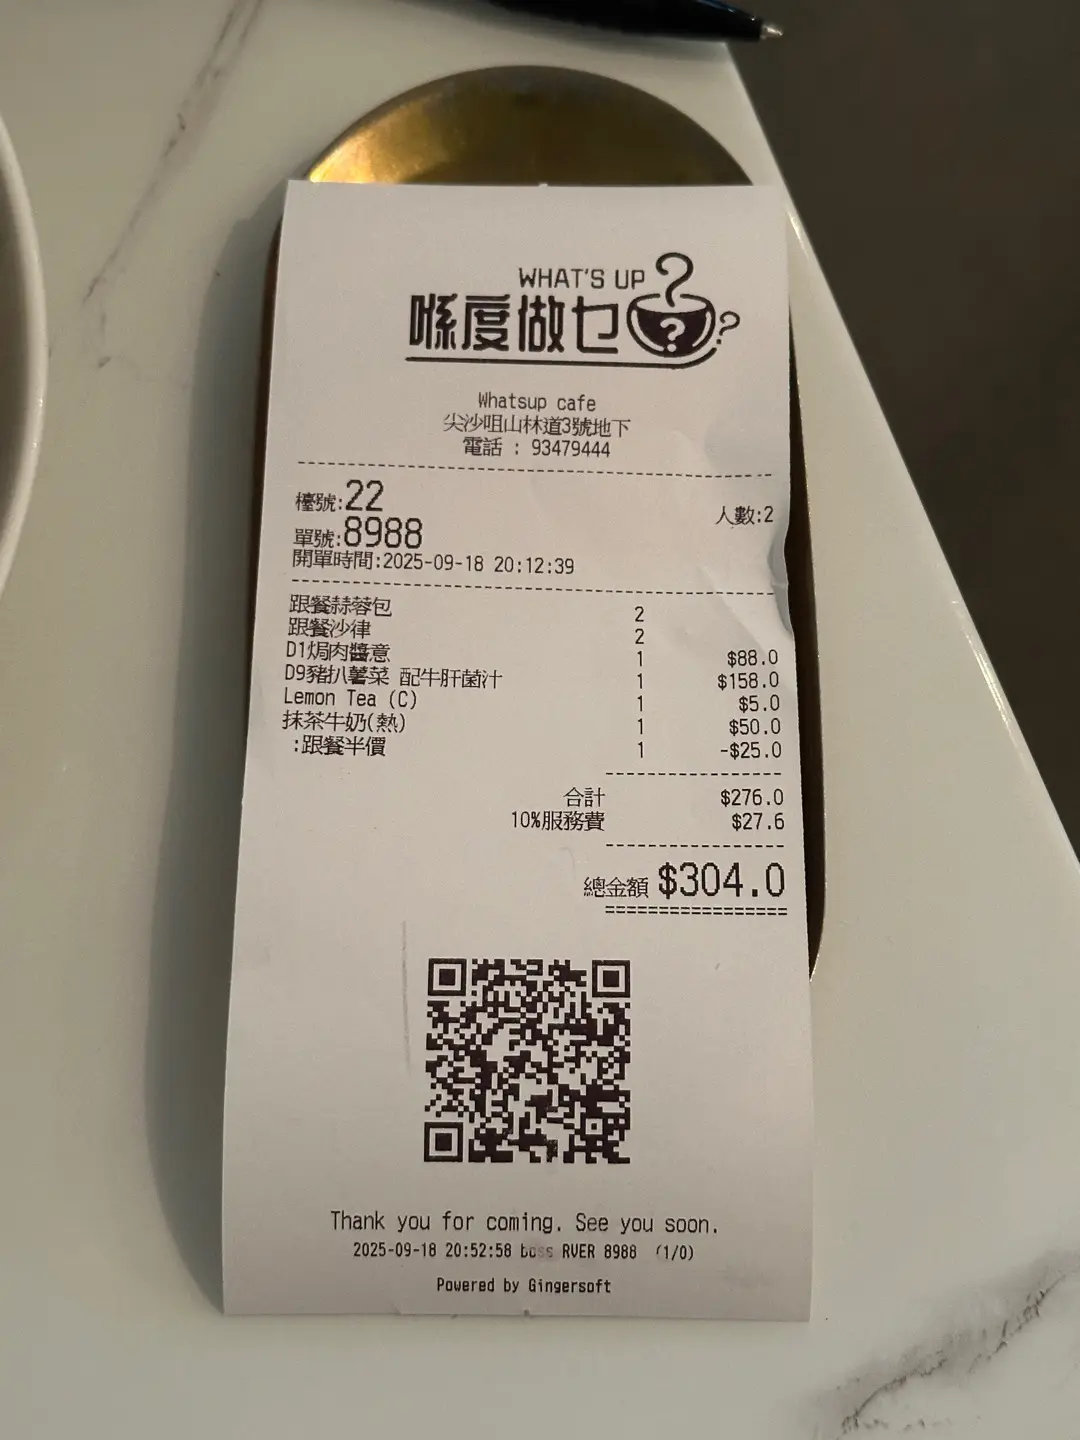 WHAT'S UP
喺度做乜
Whatsup cafe
尖沙咀山林道3號地下
電話 : 93479444
檯號:22 人數:2
單號:8988
開單時間:2025-09-18 20:12:39
跟餐蒜蓉包 2
跟餐沙律 2
D1焗肉醬意 1 $88.0
D9豬扒薯菜 配牛肝菌汁 1 $158.0
Lemon Tea (C) 1 $5.0
抹茶牛奶(熱) 1 $50.0
:跟餐半價 1 -$25.0
合計 $276.0
10%服務費 $27.6
總金額 $304.0
Thank you for coming. See you soon.
2025-09-18 20:52:58 boss RVER 8988 (1/0)
Powered by Gingersoft